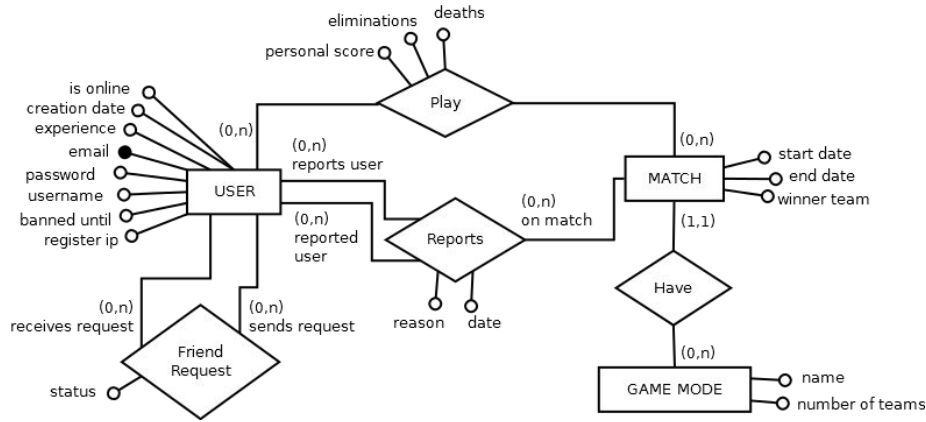 eliminations
deaths
personal score
Play
is online
creation date
experience
email
password
username
banned until
register ip
USER
(0,n)
(0,n)
reports user
(0,n)
reported
user
Reports
reason
date
(0,n)
on match
(0,n)
MATCH
start date
end date
winner team
(1,1)
Have
(0,n)
GAME MODE
name
number of teams
(0,n)
receives request
(0,n)
sends request
Friend
Request
status